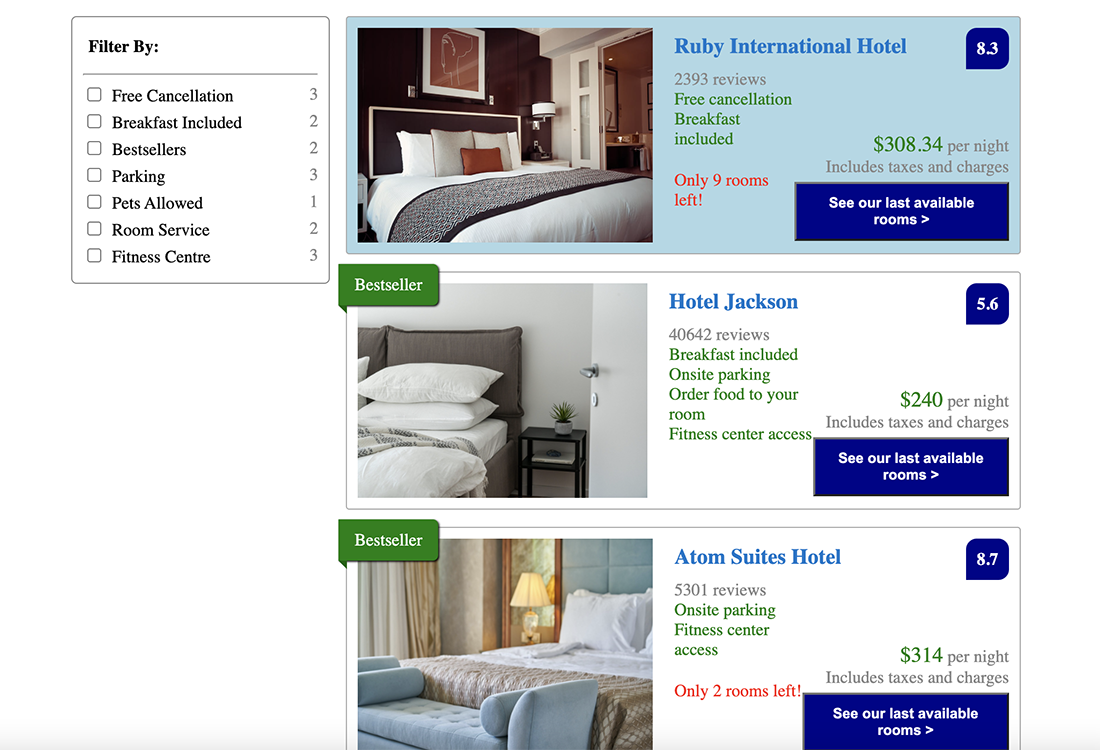 Filter By:
Free Cancellation 3
Breakfast Included 2
Bestsellers 2
Parking 3
Pets Allowed 1
Room Service 2
Fitness Centre 3
Ruby International Hotel
8.3
2393 reviews
Free cancellation
Breakfast
included
Only 9 rooms
left!
$308.34 per night
Includes taxes and charges
See our last available
rooms >
Bestseller
Hotel Jackson
5.6
40642 reviews
Breakfast included
Onsite parking
Order food to your
room
Fitness center access
$240 per night
Includes taxes and charges
See our last available
rooms >
Bestseller
Atom Suites Hotel
8.7
5301 reviews
Onsite parking
Fitness center
access
Only 2 rooms left!
$314 per night
Includes taxes and charges
See our last available
rooms >